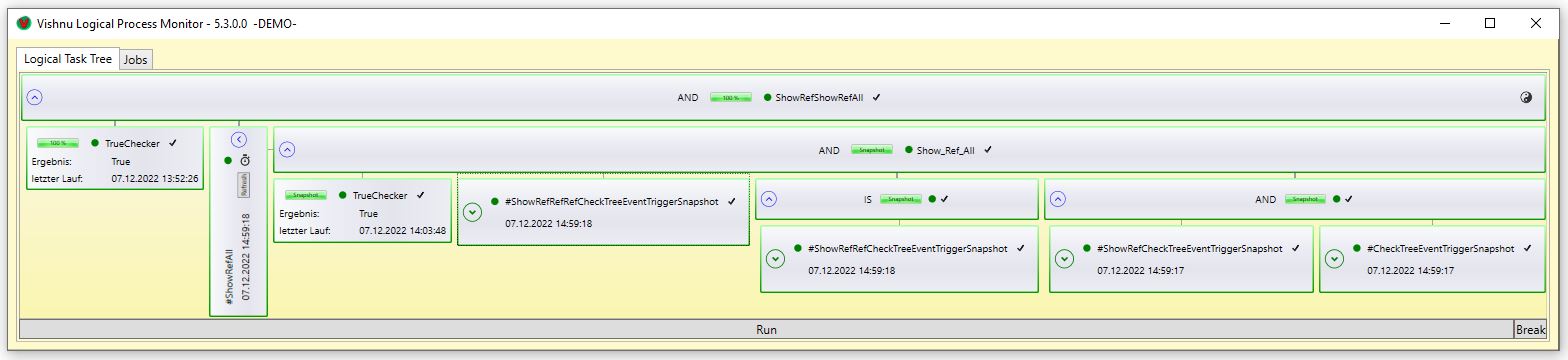 Vishnu Logical Process Monitor - 5.3.0.0 -DEMO-
Logical Task Tree
Jobs
AND 100 % ShowRefShowRefAll
100 % TrueChecker
Ergebnis: True
letzter Lauf: 07.12.2022 13:52:26
Refresh
#ShowRefAll
07.12.2022 14:59:18
AND Snapshot Show_Ref_All
Snapshot TrueChecker
Ergebnis: True
letzter Lauf: 07.12.2022 14:03:48
#ShowRefRefRefCheckTreeEventTriggerSnapshot
07.12.2022 14:59:18
IS Snapshot
#ShowRefRefCheckTreeEventTriggerSnapshot
07.12.2022 14:59:18
AND Snapshot
#ShowRefCheckTreeEventTriggerSnapshot
07.12.2022 14:59:17
#CheckTreeEventTriggerSnapshot
07.12.2022 14:59:17
Run
Break